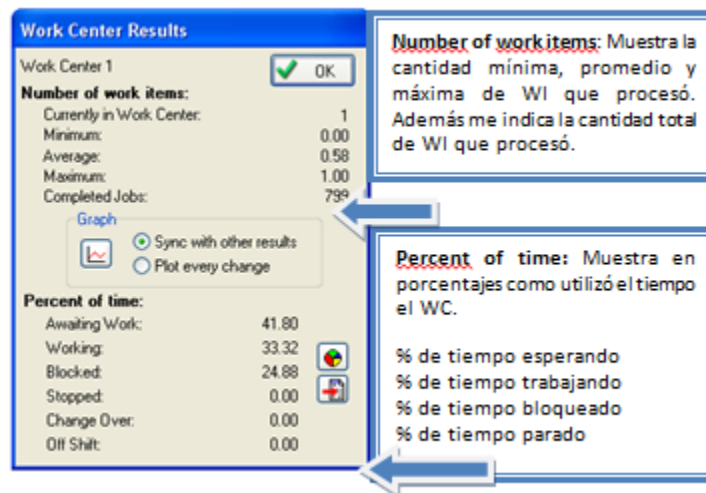 Work Center Results
Work Center 1
OK
Number of work items:
Currently in Work Center: 1
Minimum: 0.00
Average: 0.58
Maximum: 1.00
Completed Jobs: 799
Graph
Sync with other results
Plot every change
Percent of time:
Awaiting Work: 41.80
Working: 33.32
Blocked: 24.88
Stopped: 0.00
Change Over: 0.00
Off Shift: 0.00
Number of work items: Muestra la
cantidad mínima, promedio y
máxima de WI que procesó.
Además me indica la cantidad total
de WI que procesó.
Percent of time: Muestra en
porcentajes como utilizó el tiempo
el WC.
% de tiempo esperando
% de tiempo trabajando
% de tiempo bloqueado
% de tiempo parado